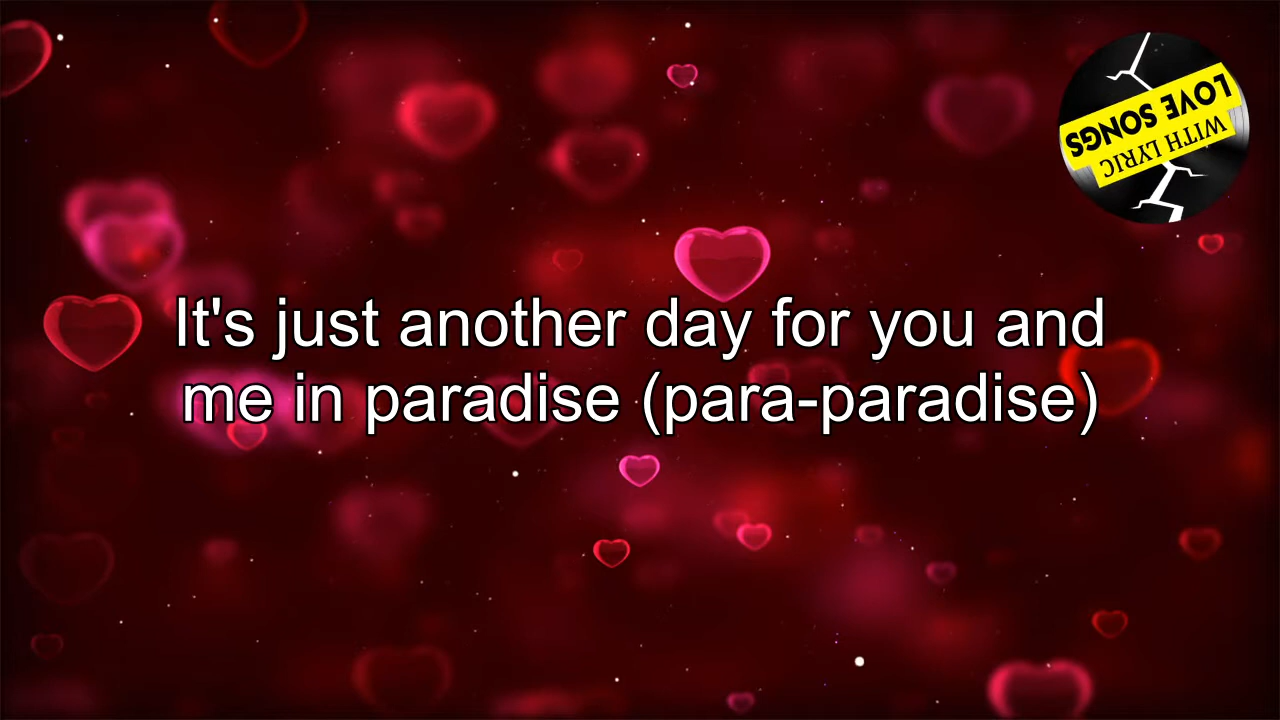 LOVE SONGS
WITH LYRIC
It's just another day for you and
me in paradise (para-paradise)